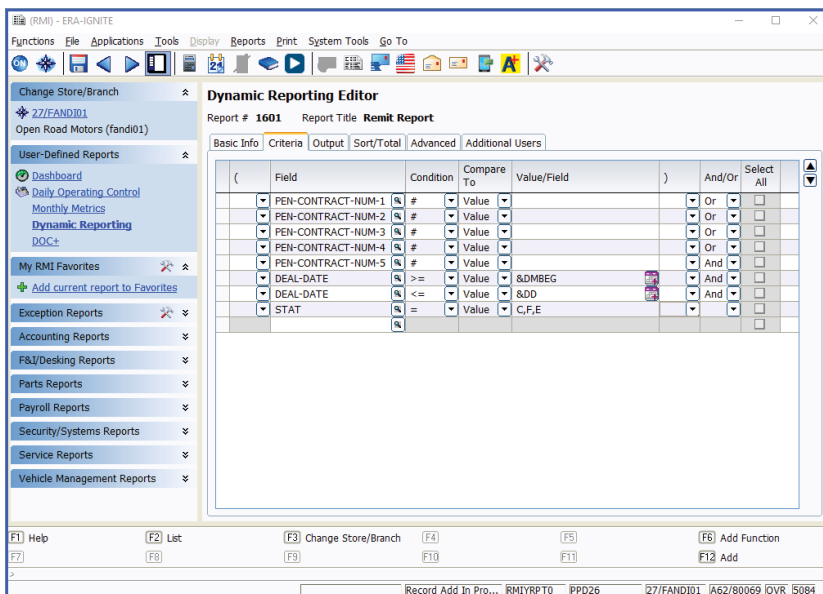 (RMI) - ERA-IGNITE
Functions File Applications Tools Display Reports Print System Tools Go To
Change Store/Branch
27/FANDI01
Open Road Motors (fandi01)
User-Defined Reports
Dashboard
Daily Operating Control
Monthly Metrics
Dynamic Reporting
DOC+
My RMI Favorites
Add current report to Favorites
Exception Reports
Accounting Reports
F&I/Desking Reports
Parts Reports
Payroll Reports
Security/Systems Reports
Service Reports
Vehicle Management Reports
Dynamic Reporting Editor
Report # 1601 Report Title Remit Report
Basic Info Criteria Output Sort/Total Advanced Additional Users
( Field Condition Compare To Value/Field ) And/Or Select All
PEN-CONTRACT-NUM-1 # Value Or
PEN-CONTRACT-NUM-2 # Value Or
PEN-CONTRACT-NUM-3 # Value Or
PEN-CONTRACT-NUM-4 # Value Or
PEN-CONTRACT-NUM-5 # Value And
DEAL-DATE >= Value &DMBEG And
DEAL-DATE <= Value &DD And
STAT = Value C,F,E
F1 Help F2 List F3 Change Store/Branch F4 F5 F6 Add Function
F7 F8 F9 F10 F11 F12 Add
>
Record Add In Pro... RMIYRPT0 PPD26 27/FANDI01 A62/80069 OVR 5084